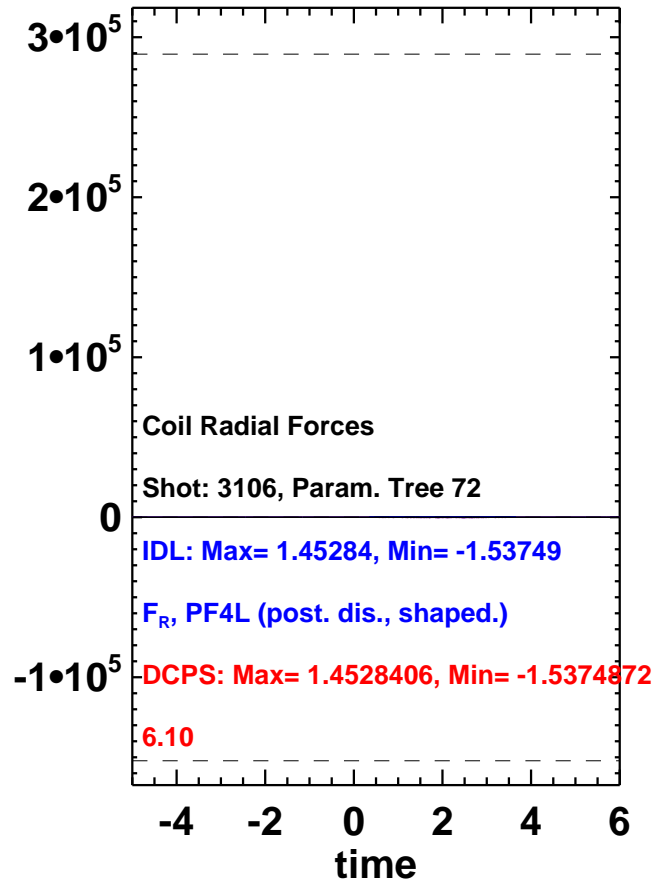 3•10⁵
2•10⁵
1•10⁵
Coil Radial Forces
Shot: 3106, Param. Tree 72
0
IDL: Max= 1.45284, Min= -1.53749
F_R, PF4L (post. dis., shaped.)
-1•10⁵
DCPS: Max= 1.4528406, Min= -1.5374872
6.10
-4 -2 0 2 4 6
time